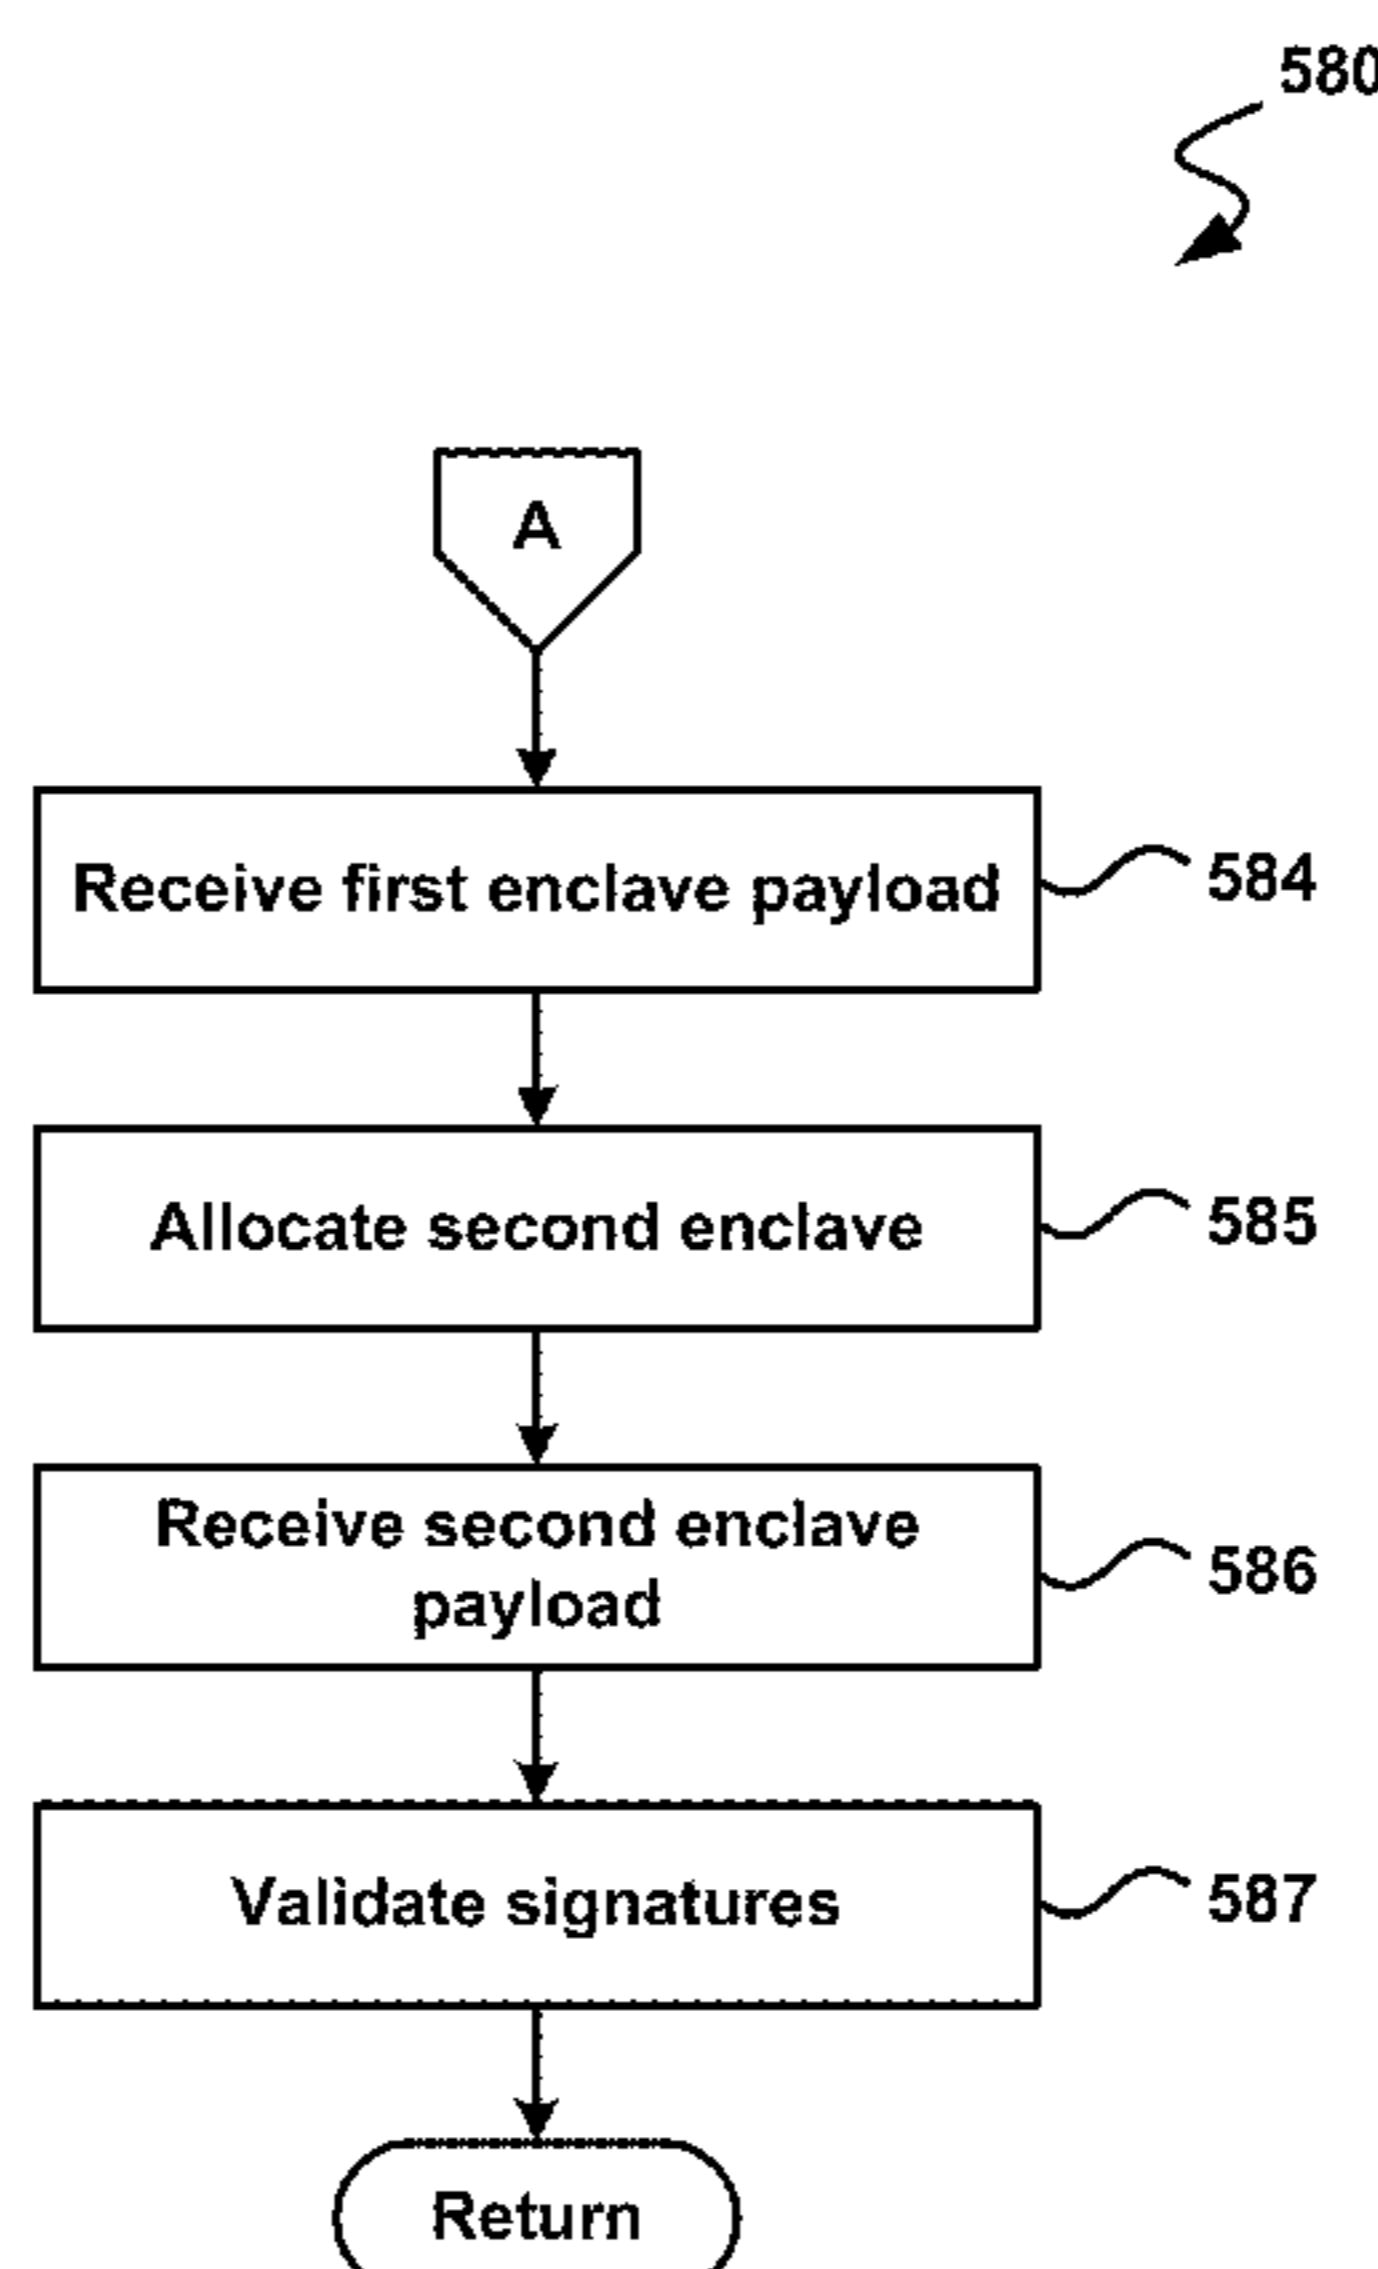 580
A
Receive first enclave payload
584
Allocate second enclave
585
Receive second enclave
payload
586
Validate signatures
587
Return